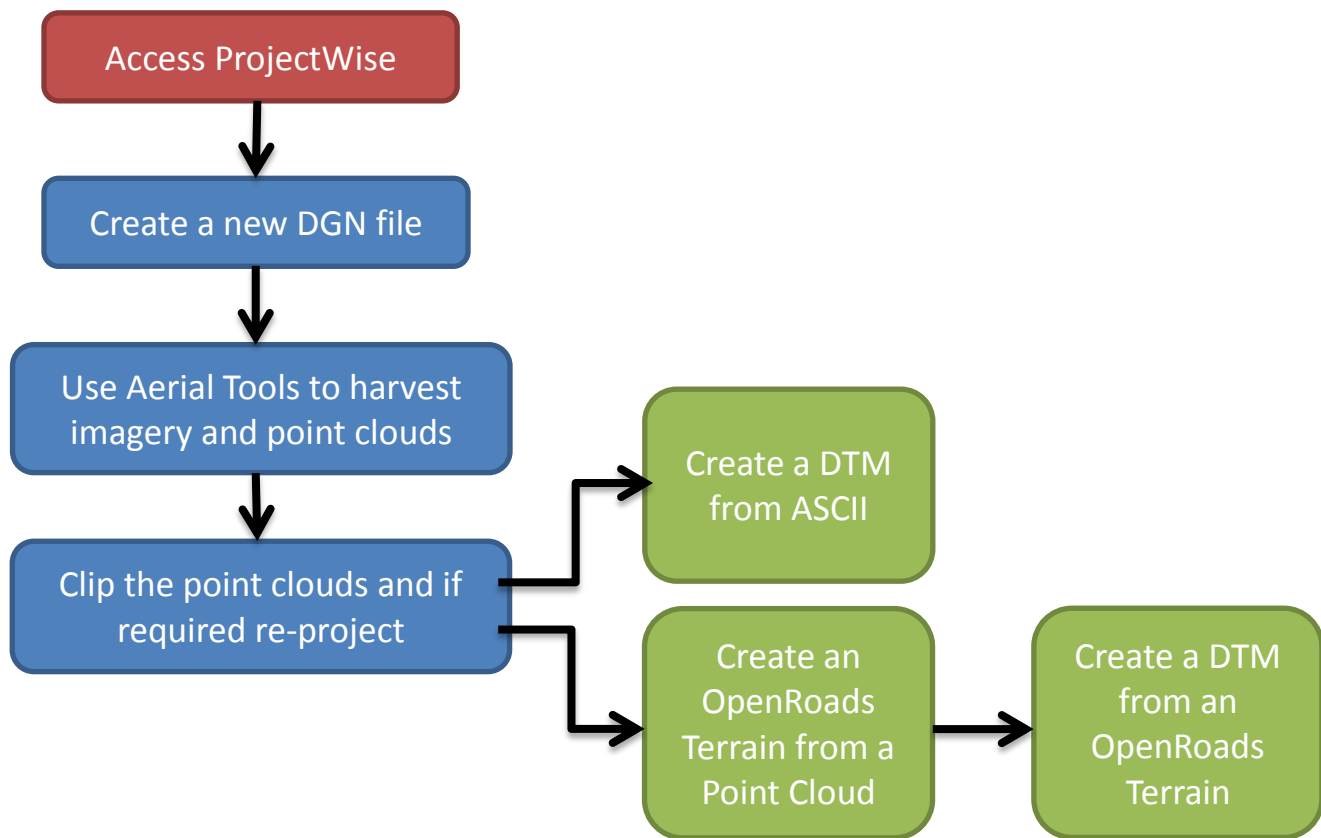 Access ProjectWise
Create a new DGN file
Use Aerial Tools to harvest
imagery and point clouds
Clip the point clouds and if
required re-project
Create a DTM
from ASCII
Create an
OpenRoads
Terrain from a
Point Cloud
Create a DTM
from an
OpenRoads
Terrain